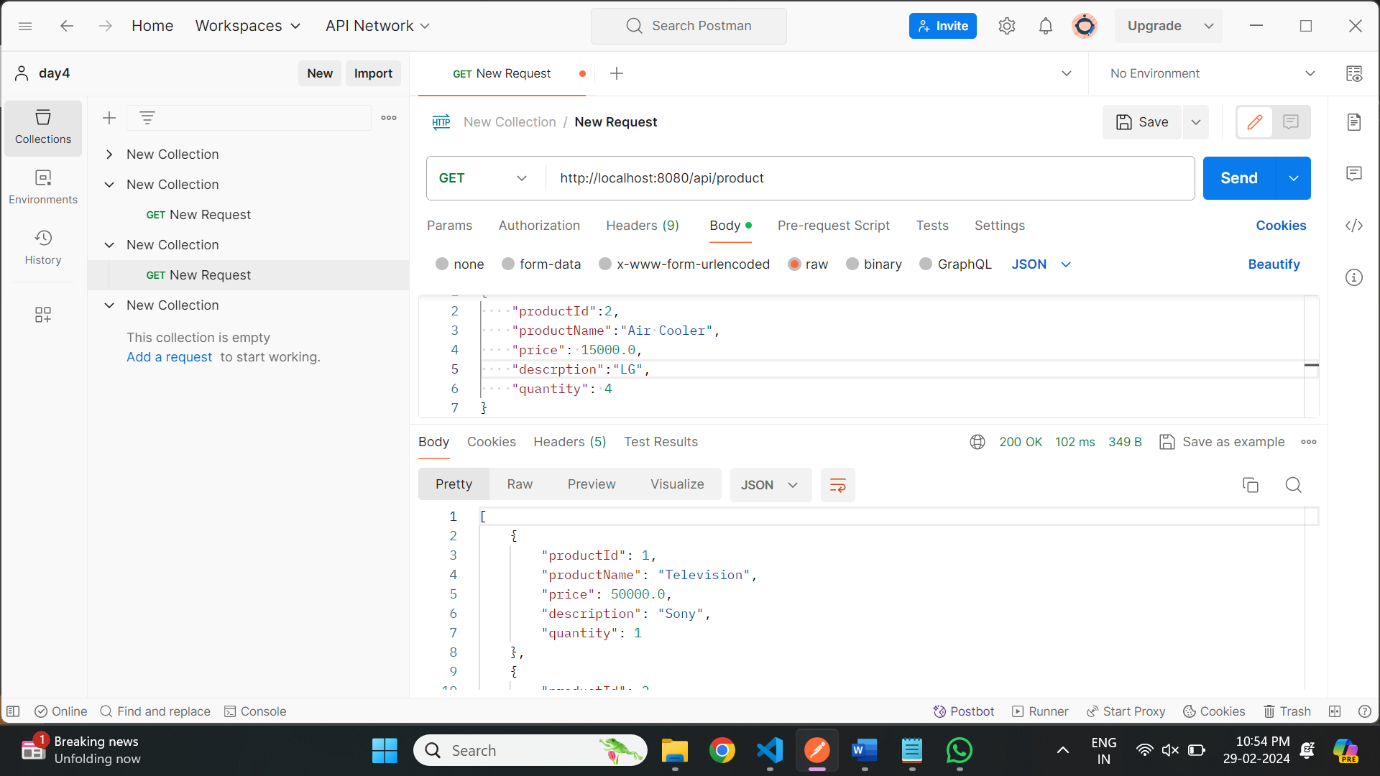 Home Workspaces API Network Search Postman Invite Upgrade
day4 New Import GET New Request No Environment
Collections
Environments
History
New Collection
New Collection
GET New Request
New Collection
GET New Request
New Collection
This collection is empty
Add a request to start working.
HTTP New Collection / New Request Save
GET http://localhost:8080/api/product Send
Params Authorization Headers (9) Body Pre-request Script Tests Settings Cookies
none form-data x-www-form-urlencoded raw binary GraphQL JSON Beautify
2 "productId":2,
3 "productName":"Air Cooler",
4 "price": 15000.0,
5 "descrption":"LG",
6 "quantity": 4
7 }
Body Cookies Headers (5) Test Results 200 OK 102 ms 349 B Save as example
Pretty Raw Preview Visualize JSON
1 [
2 {
3 "productId": 1,
4 "productName": "Television",
5 "price": 50000.0,
6 "description": "Sony",
7 "quantity": 1
8 },
9 {
10 "productId": 2,
Online Find and replace Console Postbot Runner Start Proxy Cookies Trash
1 Breaking news
Unfolding now
Search
ENG
IN
10:54 PM
29-02-2024
PRE